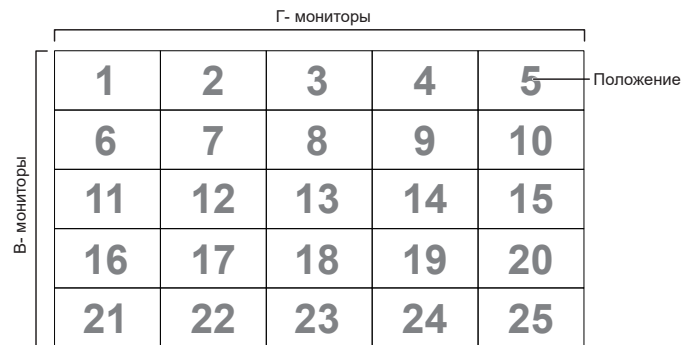 Г- мониторы
1 2 3 4 5 Положение
6 7 8 9 10
В- мониторы
11 12 13 14 15
16 17 18 19 20
21 22 23 24 25